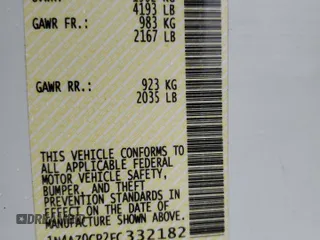 4193 LB
GAWR FR.: 983 KG
2167 LB
GAWR RR.: 923 KG
2035 LB
THIS VEHICLE CONFORMS TO
ALL APPLICABLE FEDERAL
MOTOR VEHICLE SAFETY,
BUMPER, AND THEFT
PREVENTION STANDARDS IN
EFFECT ON THE DATE OF
MANUFACTURE SHOWN ABOVE.
1N4AZ0CP2FC332182